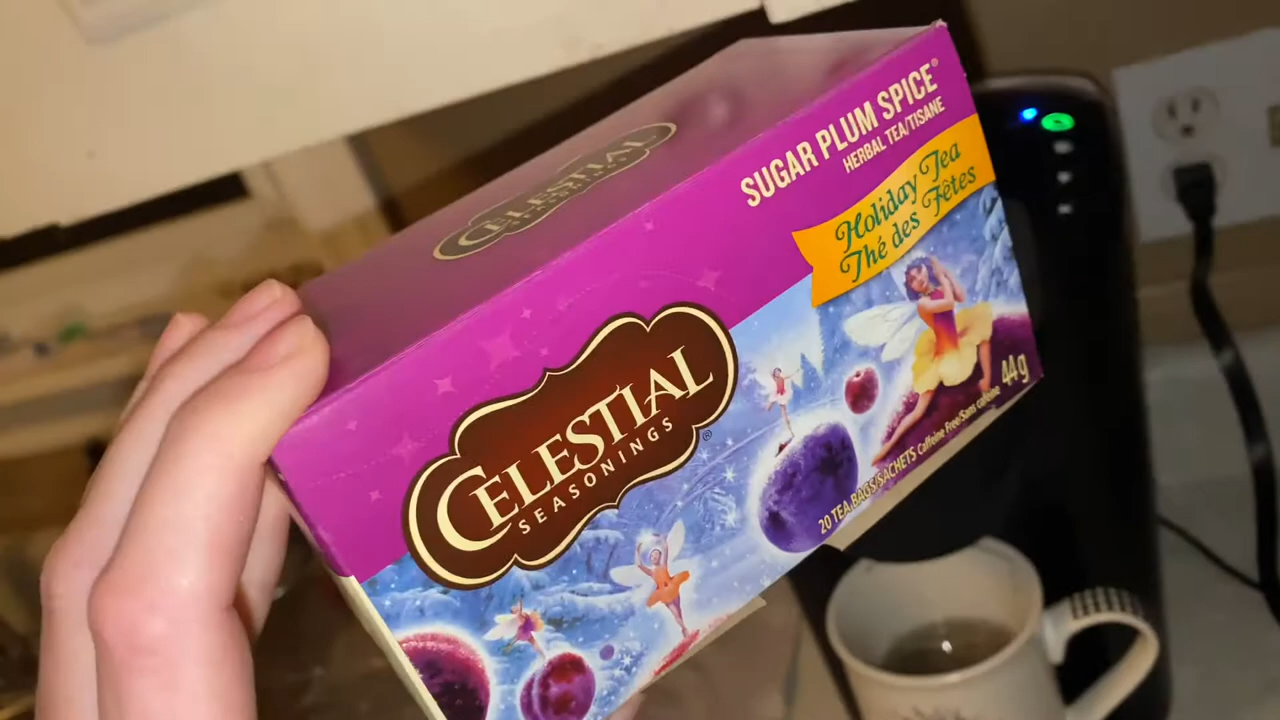 CELESTIAL
SEASONINGS
SUGAR PLUM SPICE®
HERBAL TEA/TISANE
Holiday Tea
Thé des Fêtes
CELESTIAL
SEASONINGS®
44g
20 TEA BAGS/SACHETS Caffeine Free/Sans caféine